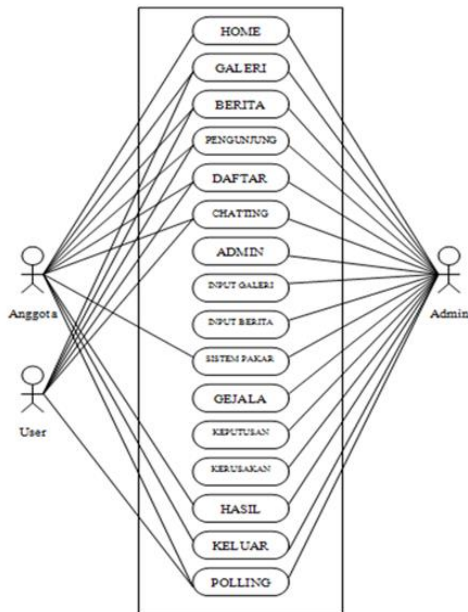 HOME
GALERI
BERITA
PENGUNJUNG
DAFTAR
CHATTING
ADMIN
INPUT GALERI
INPUT BERITA
SISTEM PAKAR
GEJALA
KEPUTUSAN
KERUSAKAN
HASIL
KELUAR
POLLING
Anggota
User
Admin